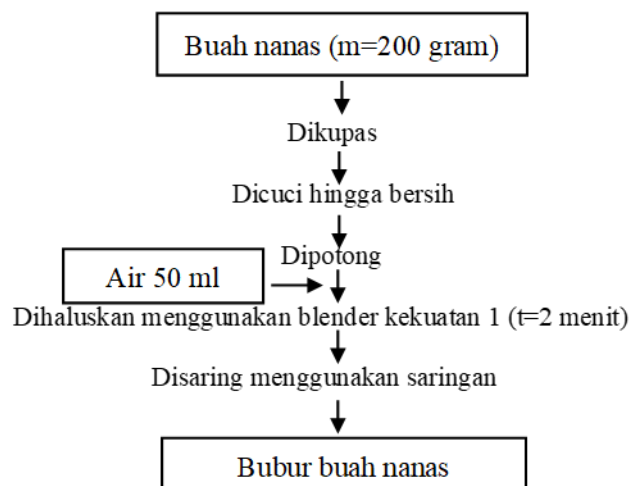 Buah nanas (m=200 gram)
Dikupas
Dicuci hingga bersih
Dipotong
Air 50 ml
Dihaluskan menggunakan blender kekuatan 1 (t=2 menit)
Disaring menggunakan saringan
Bubur buah nanas